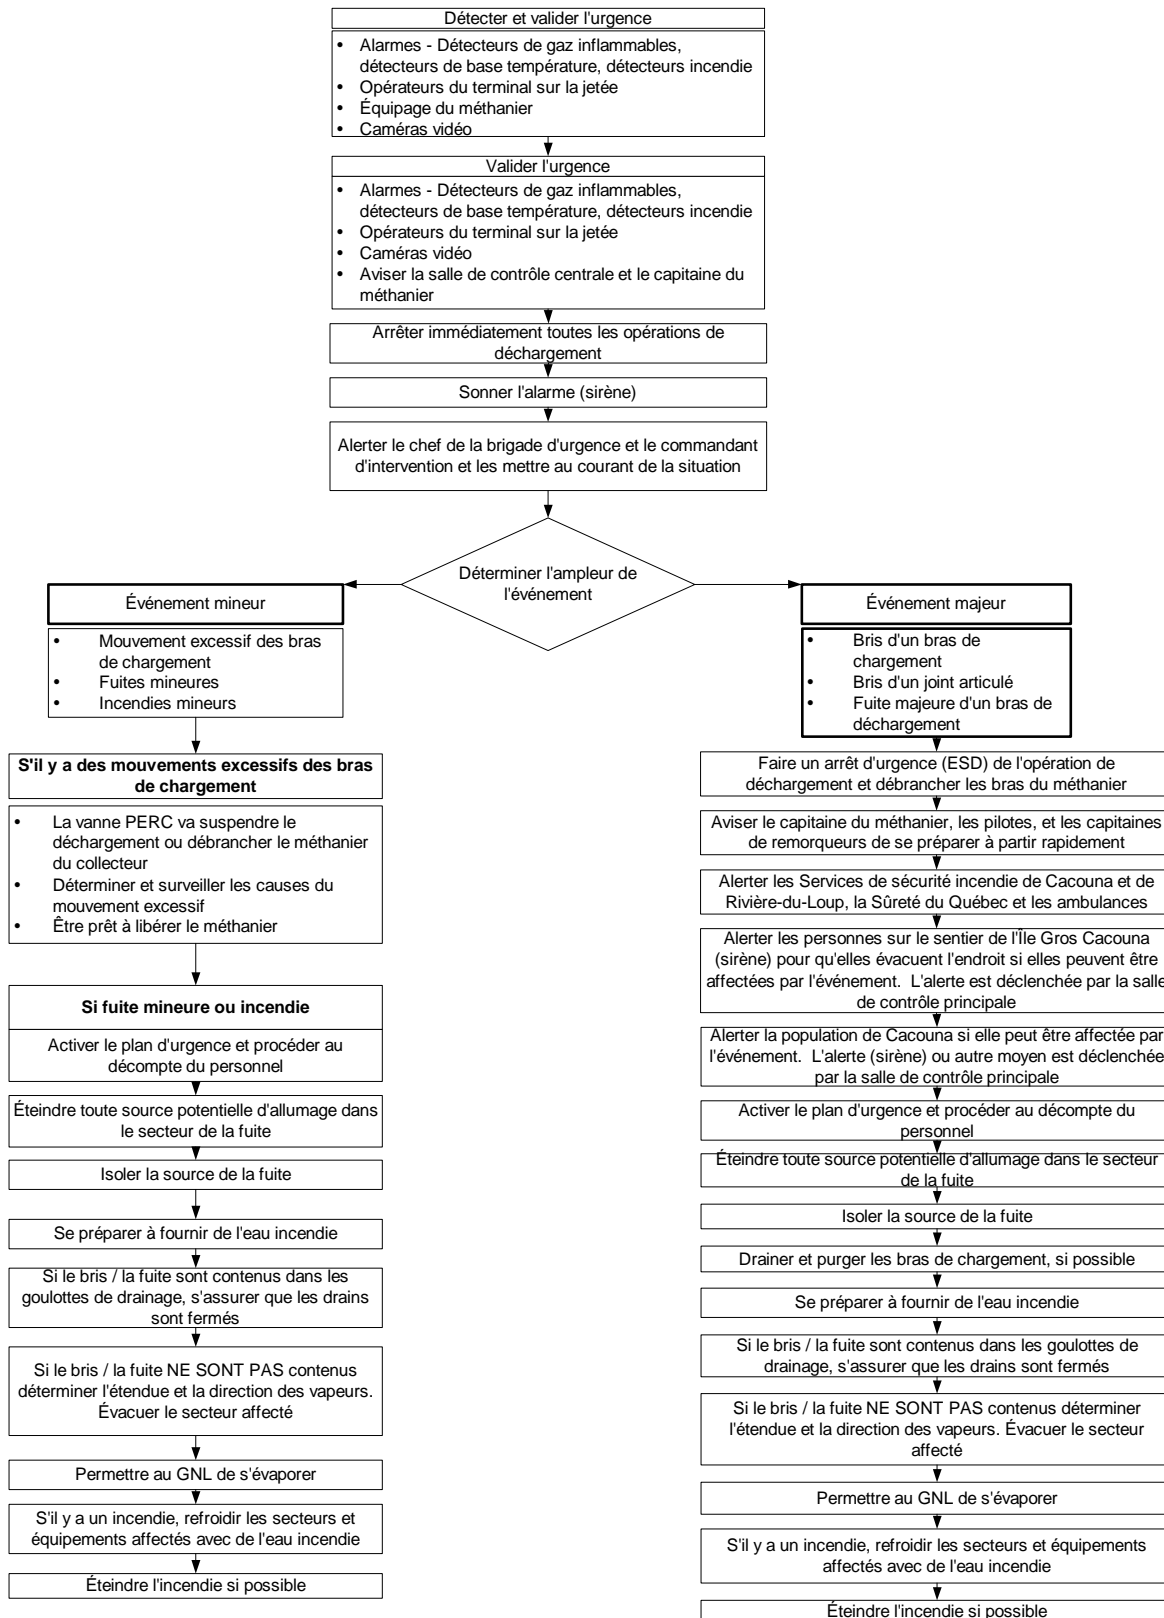 Détecter et valider l'urgence
• Alarmes - Détecteurs de gaz inflammables,
détecteurs de base température, détecteurs incendie
• Opérateurs du terminal sur la jetée
• Équipage du méthanier
• Caméras vidéo
Valider l'urgence
• Alarmes - Détecteurs de gaz inflammables,
détecteurs de base température, détecteurs incendie
• Opérateurs du terminal sur la jetée
• Caméras vidéo
• Aviser la salle de contrôle centrale et le capitaine du
méthanier
Arrêter immédiatement toutes les opérations de
déchargement
Sonner l'alarme (sirène)
Alerter le chef de la brigade d'urgence et le commandant
d'intervention et les mettre au courant de la situation
Déterminer l'ampleur de
l'événement
Événement mineur
• Mouvement excessif des bras
de chargement
• Fuites mineures
• Incendies mineurs
S'il y a des mouvements excessifs des bras
de chargement
• La vanne PERC va suspendre le
déchargement ou débrancher le méthanier
du collecteur
• Déterminer et surveiller les causes du
mouvement excessif
• Être prêt à libérer le méthanier
Si fuite mineure ou incendie
Activer le plan d'urgence et procéder au
décompte du personnel
Éteindre toute source potentielle d'allumage dans
le secteur de la fuite
Isoler la source de la fuite
Se préparer à fournir de l'eau incendie
Si le bris / la fuite sont contenus dans les
goulottes de drainage, s'assurer que les drains
sont fermés
Si le bris / la fuite NE SONT PAS contenus
déterminer l'étendue et la direction des vapeurs.
Évacuer le secteur affecté
Permettre au GNL de s'évaporer
S'il y a un incendie, refroidir les secteurs et
équipements affectés avec de l'eau incendie
Éteindre l'incendie si possible
Événement majeur
• Bris d'un bras de
chargement
• Bris d'un joint articulé
• Fuite majeure d'un bras de
déchargement
Faire un arrêt d'urgence (ESD) de l'opération de
déchargement et débrancher les bras du méthanier
Aviser le capitaine du méthanier, les pilotes, et les capitaines
de remorqueurs de se préparer à partir rapidement
Alerter les Services de sécurité incendie de Cacouna et de
Rivière-du-Loup, la Sûreté du Québec et les ambulances
Alerter les personnes sur le sentier de l'Île Gros Cacouna
(sirène) pour qu'elles évacuent l'endroit si elles peuvent être
affectées par l'événement. L'alerte est déclenchée par la salle
de contrôle principale
Alerter la population de Cacouna si elle peut être affectée par
l'événement. L'alerte (sirène) ou autre moyen est déclenchée
par la salle de contrôle principale
Activer le plan d'urgence et procéder au décompte du
personnel
Éteindre toute source potentielle d'allumage dans le secteur
de la fuite
Isoler la source de la fuite
Drainer et purger les bras de chargement, si possible
Se préparer à fournir de l'eau incendie
Si le bris / la fuite sont contenus dans les goulottes de
drainage, s'assurer que les drains sont fermés
Si le bris / la fuite NE SONT PAS contenus déterminer
l'étendue et la direction des vapeurs. Évacuer le secteur
affecté
Permettre au GNL de s'évaporer
S'il y a un incendie, refroidir les secteurs et équipements
affectés avec de l'eau incendie
Éteindre l'incendie si possible